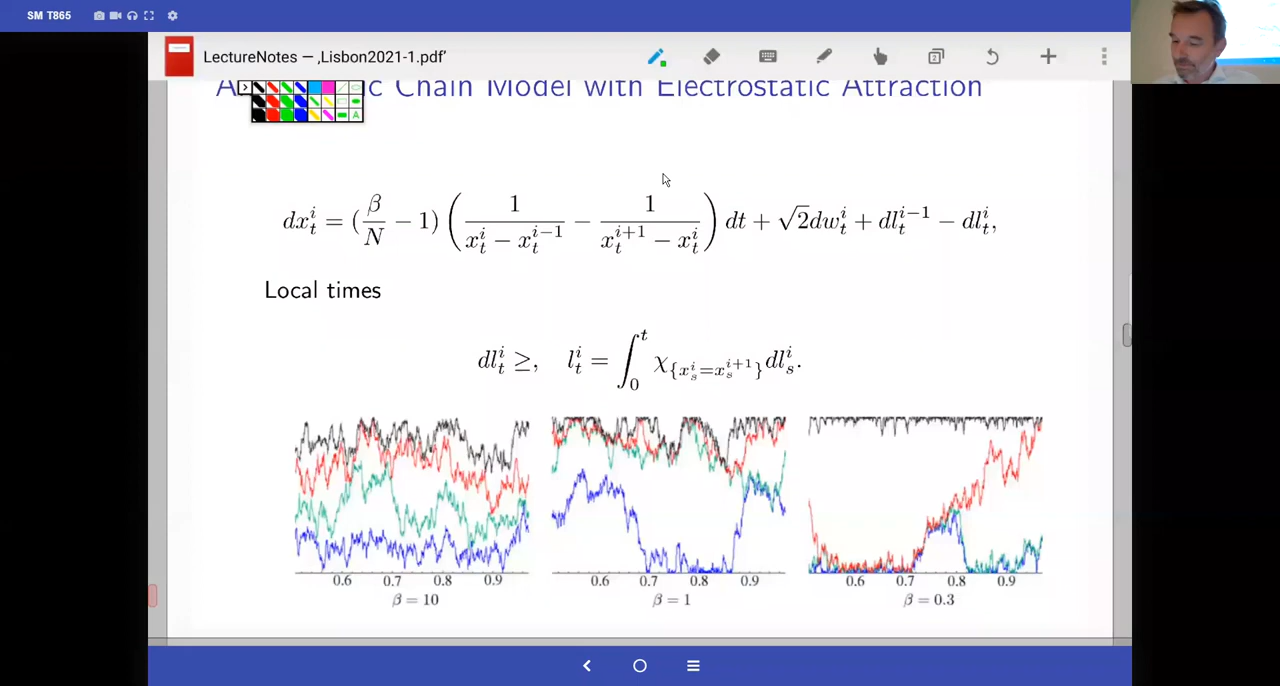 SM T865
LectureNotes — ‚Lisbon2021-1.pdf‘
ic Chain Model with Electrostatic Attraction
A
dx_t^i = (β/N − 1) ( 1/(x_t^i − x_t^{i−1}) − 1/(x_t^{i+1} − x_t^i) ) dt + √2dw_t^i + dl_t^{i−1} − dl_t^i,
Local times
dl_t^i ≥, l_t^i = ∫_0^t χ_{{x_s^i=x_s^{i+1}}} dl_s^i.
0.6 0.7 0.8 0.9 0.6 0.7 0.8 0.9 0.6 0.7 0.8 0.9
β = 10 β = 1 β = 0.3